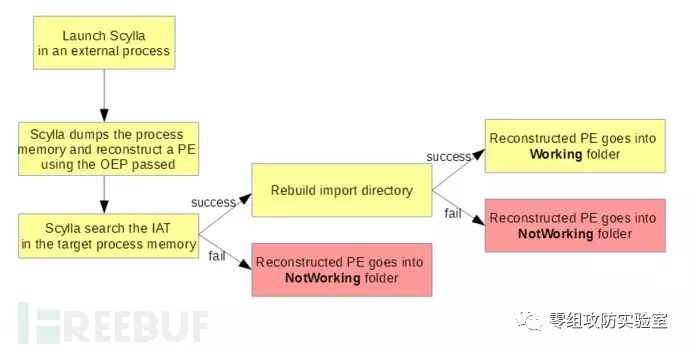 Launch Scylla
in an external process
Scylla dumps the process
memory and reconstruct a PE
using the OEP passed
Scylla search the IAT
in the target process memory
success
fail
Rebuild import directory
Reconstructed PE goes into
NotWorking folder
success
fail
Reconstructed PE goes into
Working folder
Reconstructed PE goes into
NotWorking folder
FREEBUF
零组攻防实验室